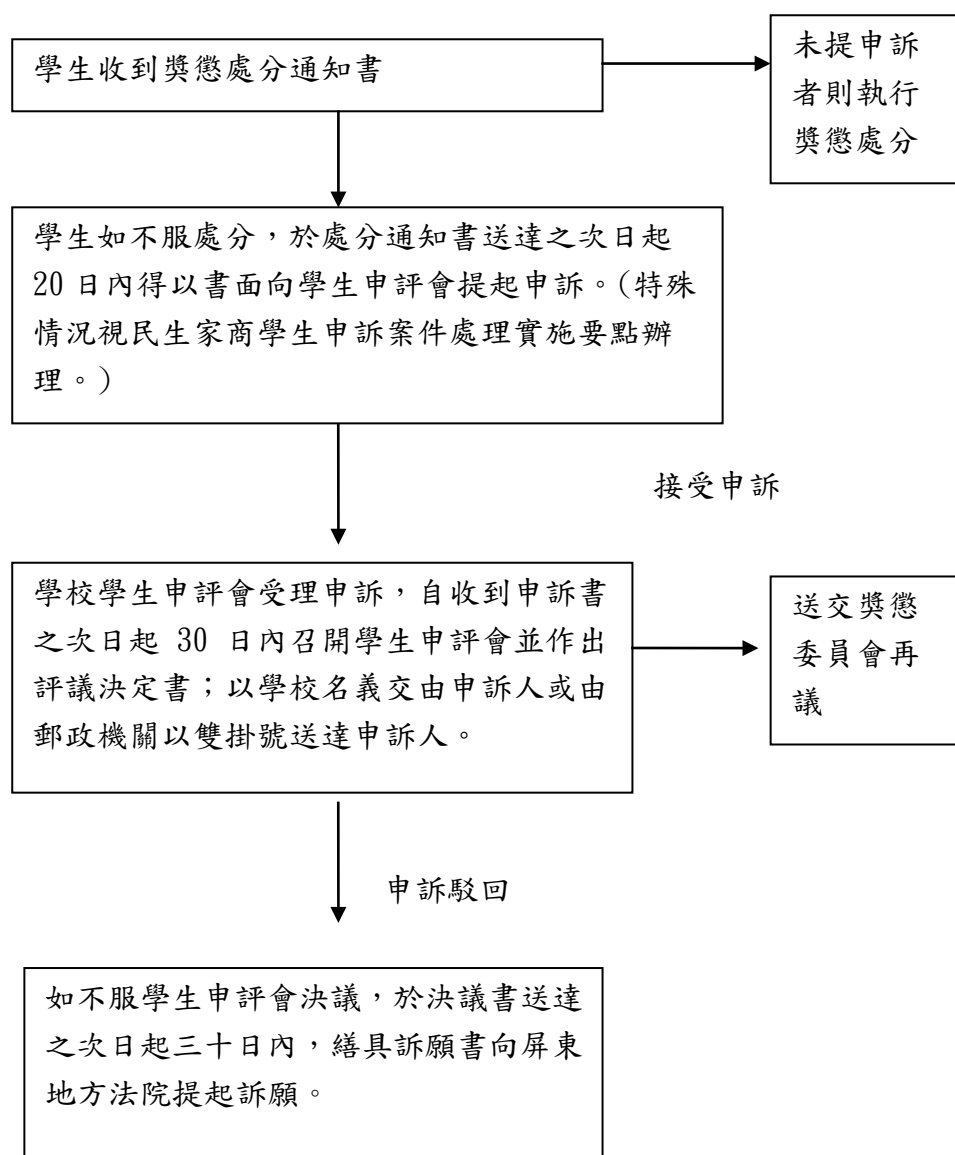 學生收到獎懲處分通知書
未提申訴
者則執行
獎懲處分
學生如不服處分，於處分通知書送達之次日起
20日內得以書面向學生申評會提起申訴。(特殊
情況視民生家商學生申訴案件處理實施要點辦
理。)
接受申訴
學校學生申評會受理申訴，自收到申訴書
之次日起 30 日內召開學生申評會並作出
評議決定書；以學校名義交由申訴人或由
郵政機關以雙掛號送達申訴人。
送交獎懲
委員會再
議
申訴駁回
如不服學生申評會決議，於決議書送達
之次日起三十日內，繕具訴願書向屏東
地方法院提起訴願。